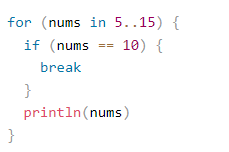 for (nums in 5..15) {
  if (nums == 10) {
    break
  }
  println(nums)
}